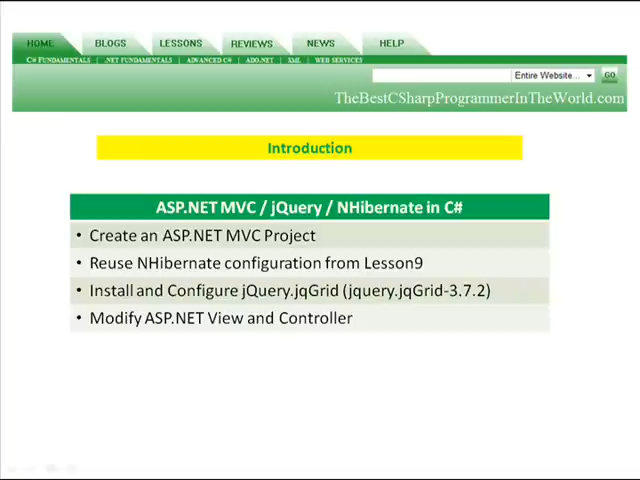 HOME BLOGS LESSONS REVIEWS NEWS HELP
C# FUNDAMENTALS | .NET FUNDAMENTALS | ADVANCED C# | ADO.NET | XML | WEB SERVICES
Entire Website... GO
TheBestCSharpProgrammerInTheWorld.com
Introduction
ASP.NET MVC / jQuery / NHibernate in C#
• Create an ASP.NET MVC Project
• Reuse NHibernate configuration from Lesson9
• Install and Configure jQuery.jqGrid (jquery.jqGrid-3.7.2)
• Modify ASP.NET View and Controller